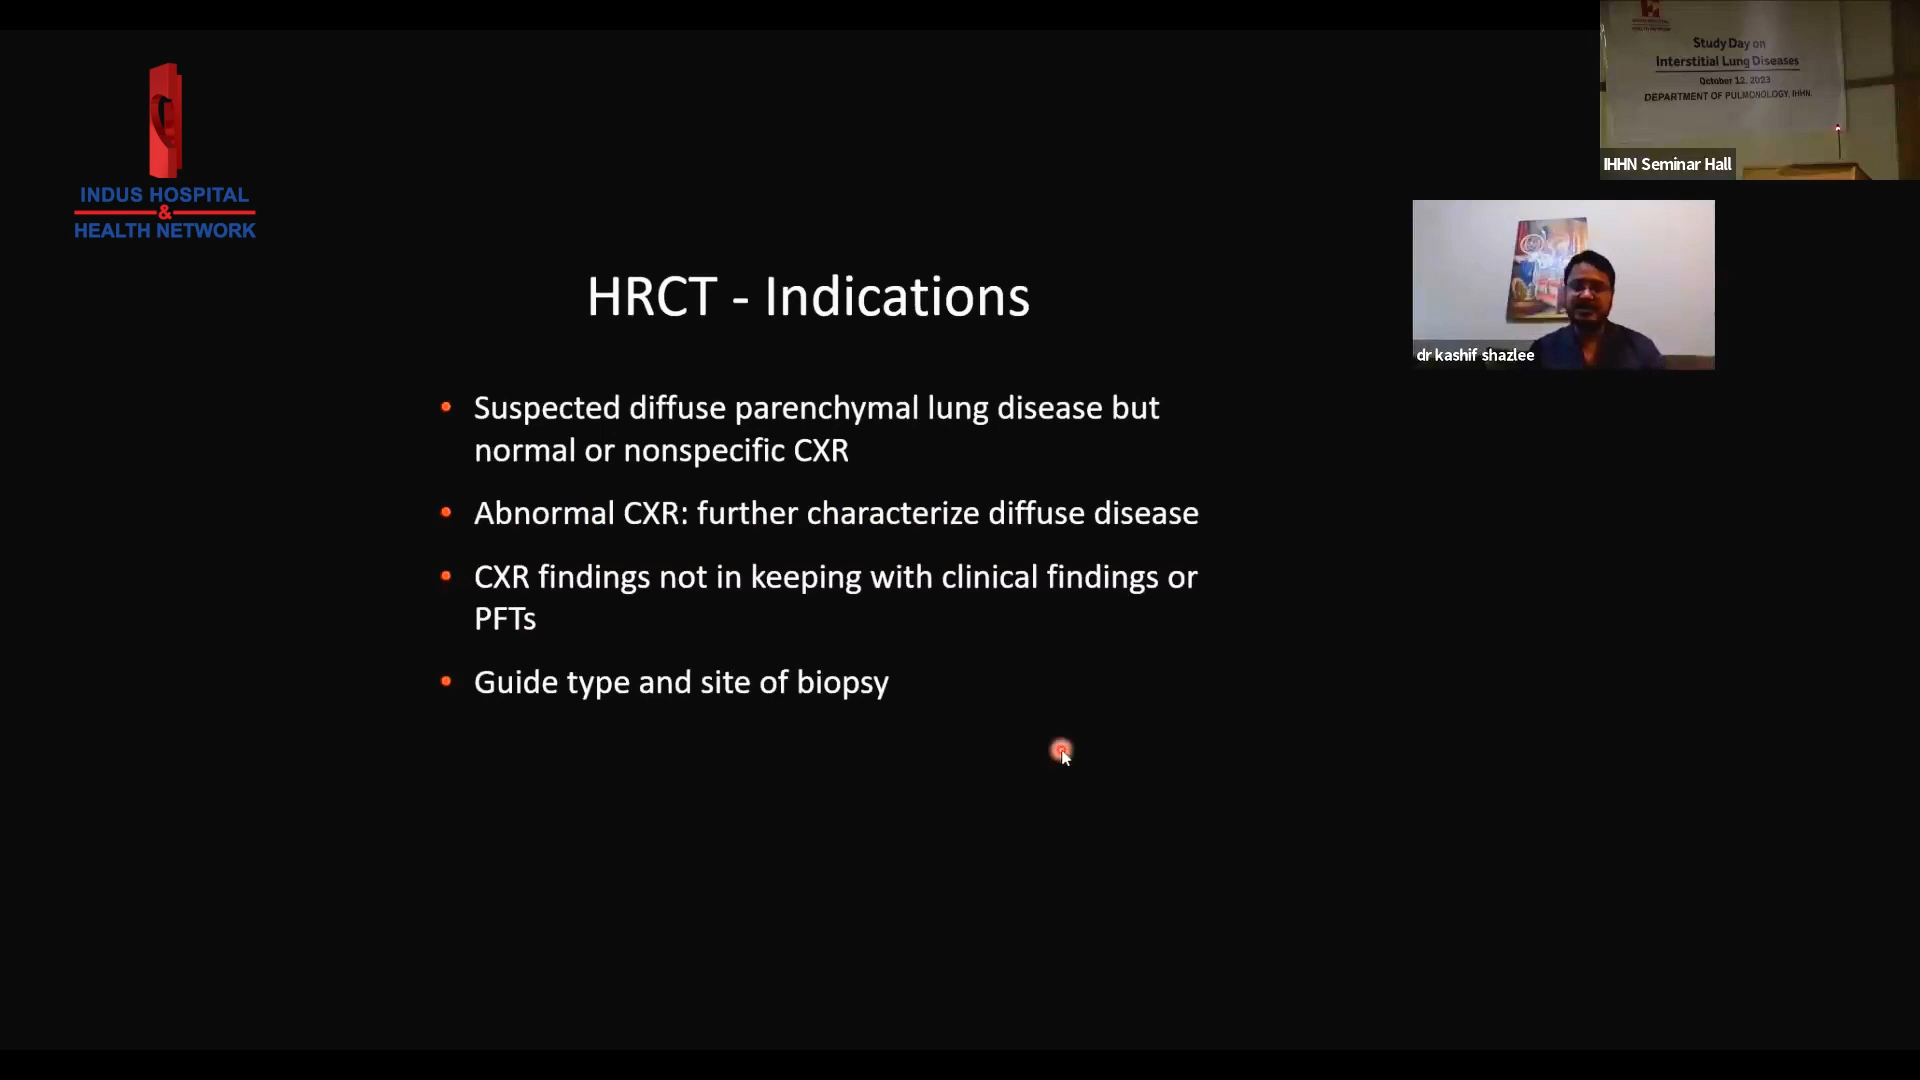 INDUS HOSPITAL
&
HEALTH NETWORK
HRCT - Indications
• Suspected diffuse parenchymal lung disease but
normal or nonspecific CXR
• Abnormal CXR: further characterize diffuse disease
• CXR findings not in keeping with clinical findings or
PFTs
• Guide type and site of biopsy
Study Day on
Interstitial Lung Diseases
October 12, 2023
DEPARTMENT OF PULMONOLOGY, IHHN.
IHHN Seminar Hall
dr kashif shazlee